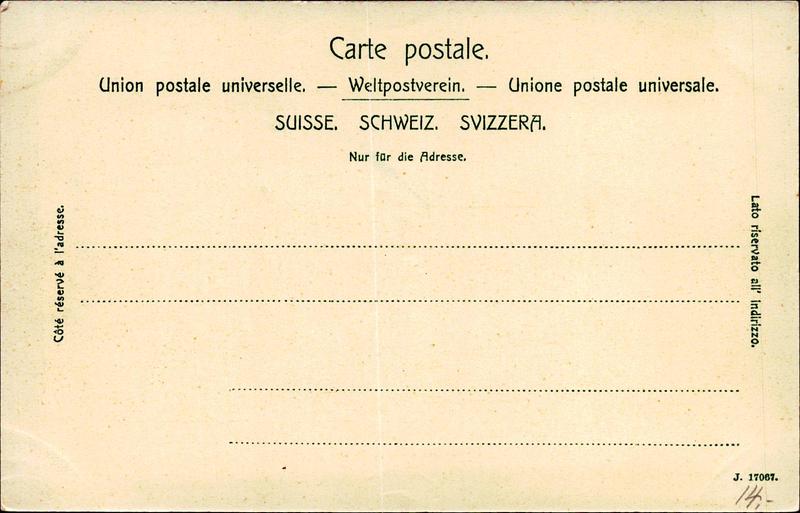 Carte postale.
Union postale universelle. — Weltpostverein. — Unione postale universale.
SUISSE. SCHWEIZ. SVIZZERA.
Nur für die Adresse.
Côté réservé à l'adresse.
Lato riservato all' indirizzo.
J. 17067.
14,-